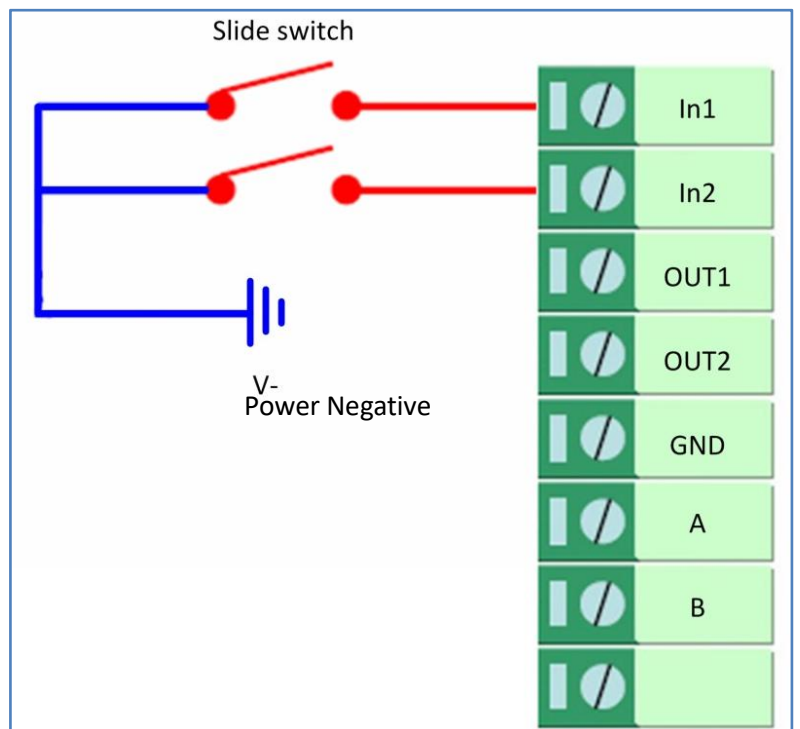 Slide switch
In1
In2
OUT1
OUT2
V-
Power Negative
GND
A
B